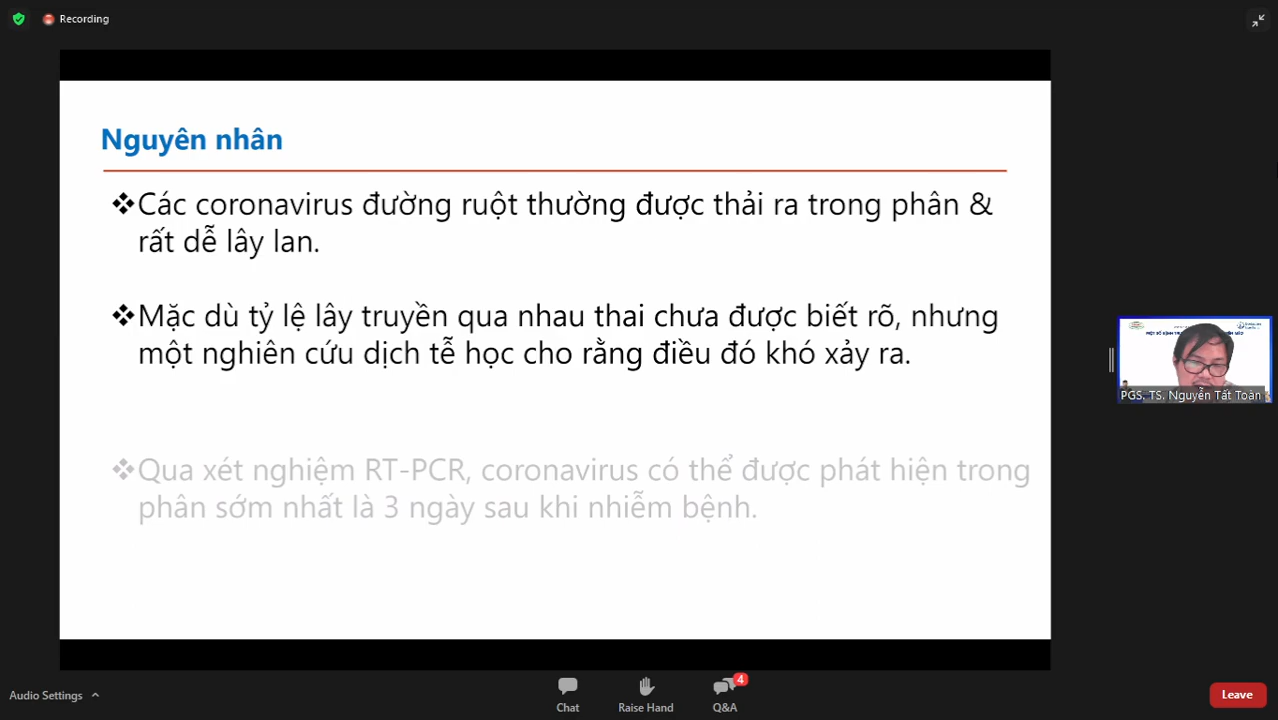 Recording
Nguyên nhân
❖Các coronavirus đường ruột thường được thải ra trong phân &
rất dễ lây lan.
❖Mặc dù tỷ lệ lây truyền qua nhau thai chưa được biết rõ, nhưng
một nghiên cứu dịch tễ học cho rằng điều đó khó xảy ra.
❖Qua xét nghiệm RT-PCR, coronavirus có thể được phát hiện trong
phân sớm nhất là 3 ngày sau khi nhiễm bệnh.
PGS. TS. Nguyễn Tất Toàn
Audio Settings
Chat
Raise Hand
4
Q&A
Leave